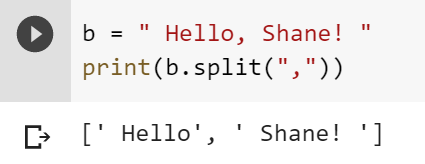 b = " Hello, Shane! "
print(b.split(","))
[' Hello', ' Shane! ']